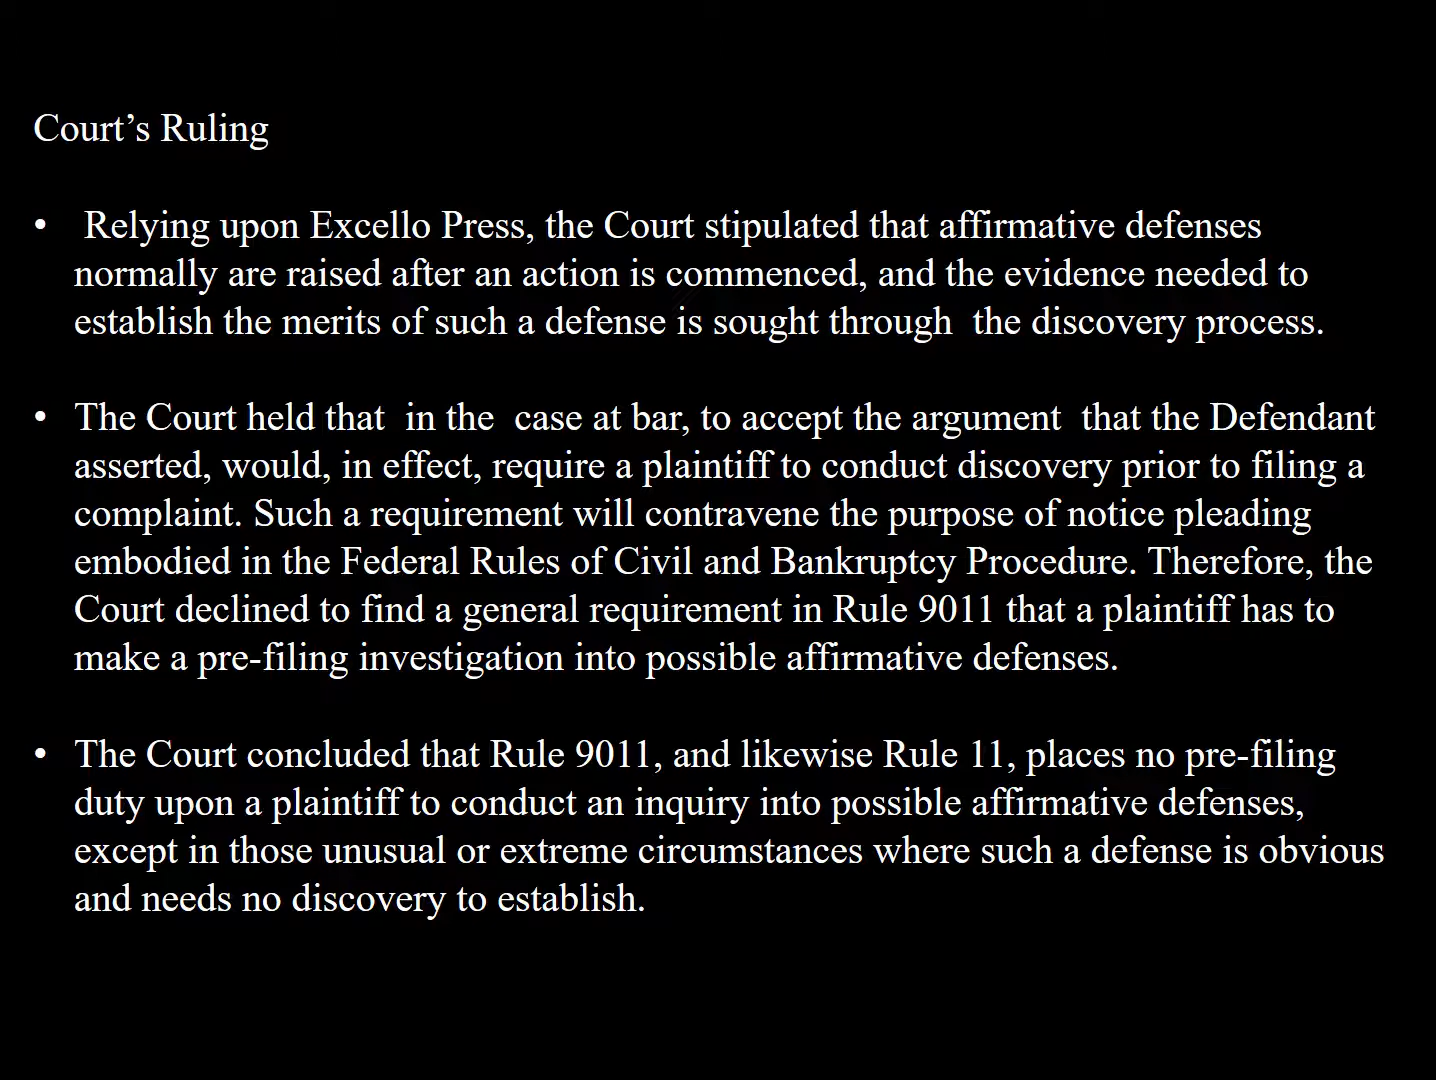 Court’s Ruling
• Relying upon Excello Press, the Court stipulated that affirmative defenses
normally are raised after an action is commenced, and the evidence needed to
establish the merits of such a defense is sought through the discovery process.
• The Court held that in the case at bar, to accept the argument that the Defendant
asserted, would, in effect, require a plaintiff to conduct discovery prior to filing a
complaint. Such a requirement will contravene the purpose of notice pleading
embodied in the Federal Rules of Civil and Bankruptcy Procedure. Therefore, the
Court declined to find a general requirement in Rule 9011 that a plaintiff has to
make a pre-filing investigation into possible affirmative defenses.
• The Court concluded that Rule 9011, and likewise Rule 11, places no pre-filing
duty upon a plaintiff to conduct an inquiry into possible affirmative defenses,
except in those unusual or extreme circumstances where such a defense is obvious
and needs no discovery to establish.